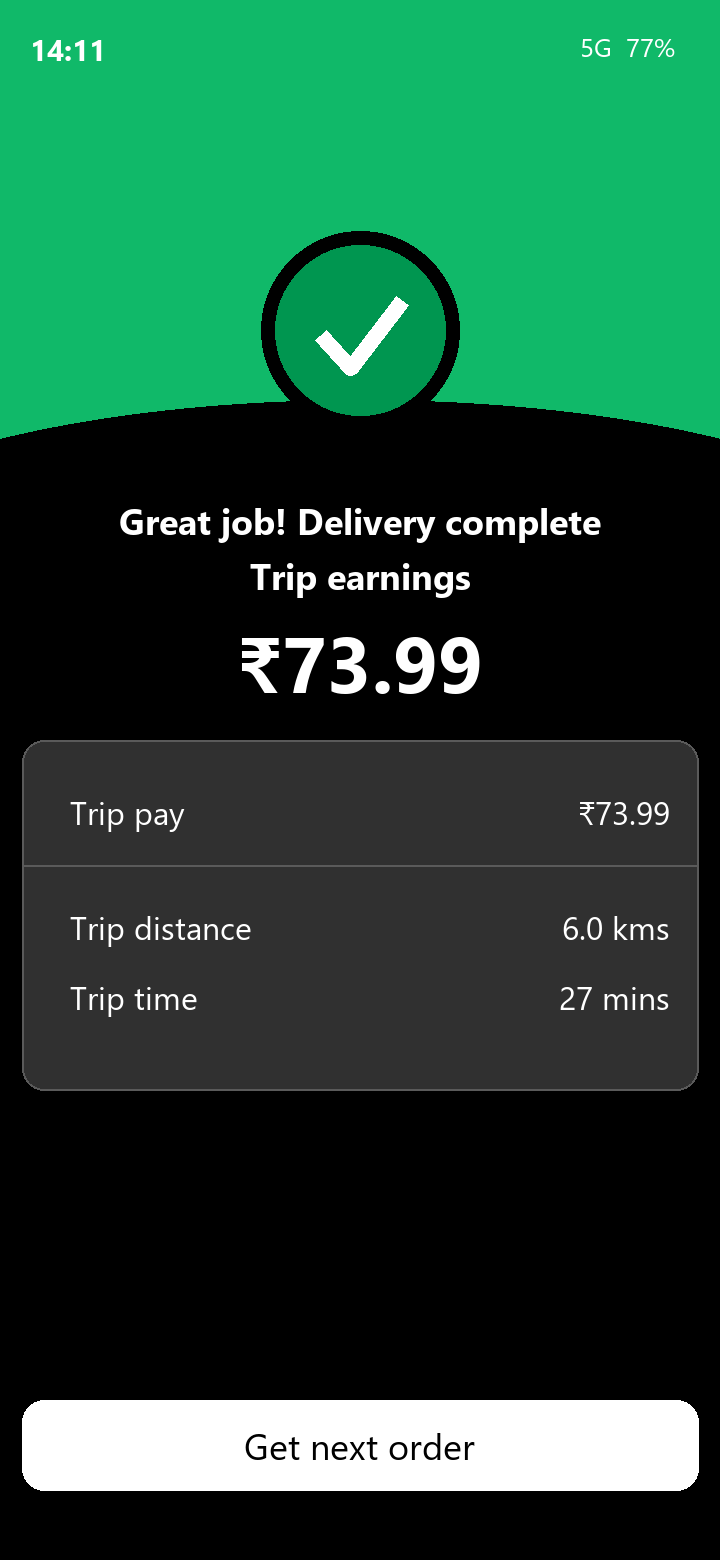 14:11 5G 77%
Great job! Delivery complete
Trip earnings
₹73.99
Trip pay ₹73.99
Trip distance 6.0 kms
Trip time 27 mins
Get next order